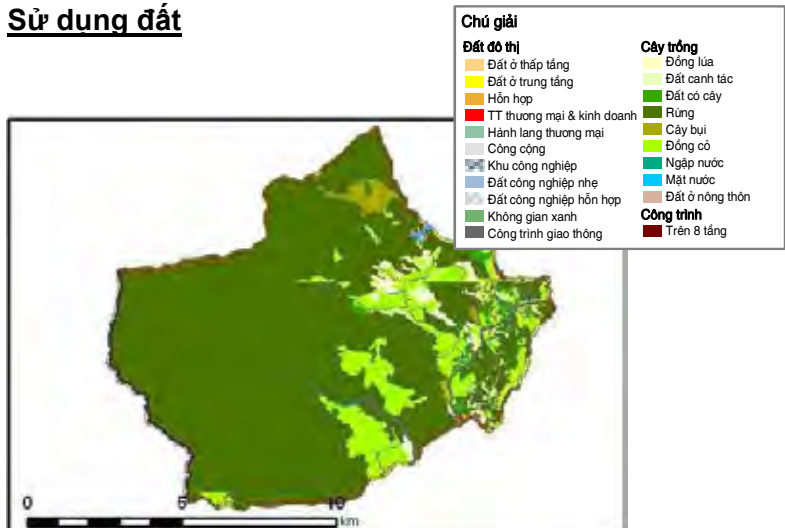 Sử dụng đất
Chú giải
Đất đô thị
Đất ở thấp tầng
Đất ở trung tầng
Hỗn hợp
TT thương mại & kinh doanh
Hành lang thương mại
Công cộng
Khu công nghiệp
Đất công nghiệp nhẹ
Đất công nghiệp hỗn hợp
Không gian xanh
Công trình giao thông
Cây trồng
Đồng lúa
Đất canh tác
Đất có cây
Rừng
Cây bụi
Đồng cỏ
Ngập nước
Mặt nước
Đất ở nông thôn
Công trình
Trên 8 tầng
0 5 10
km